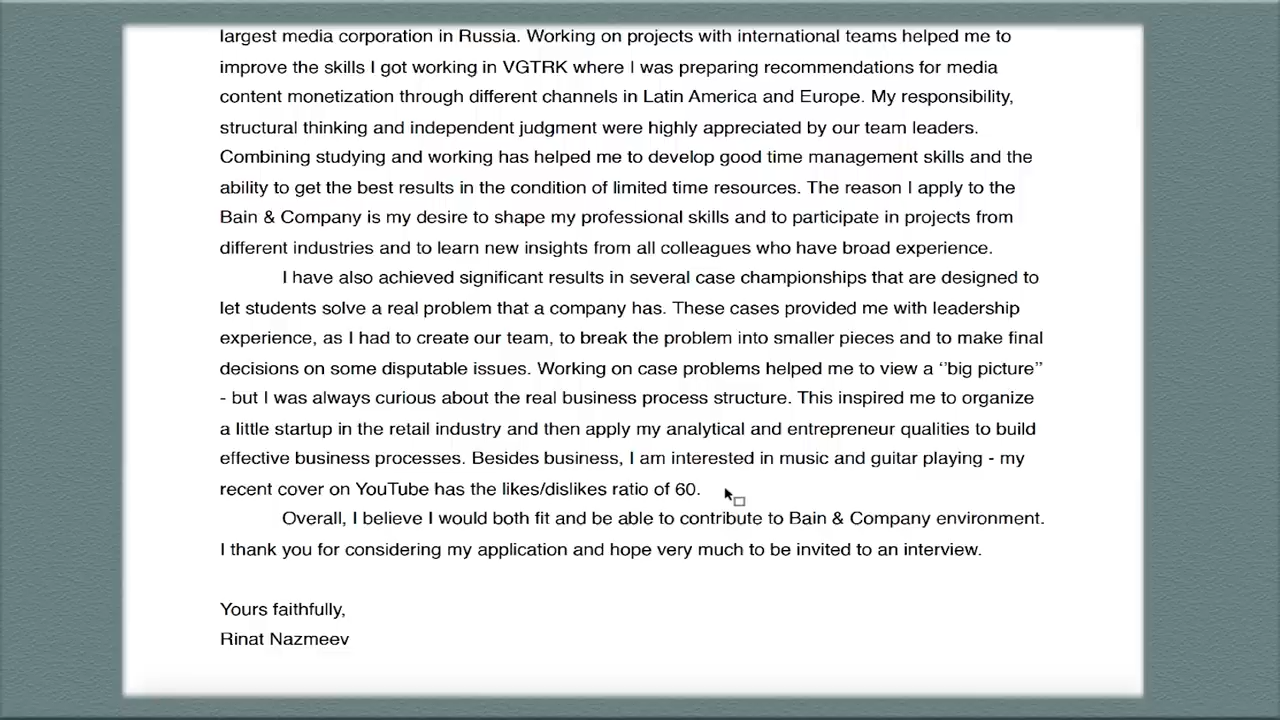 largest media corporation in Russia. Working on projects with international teams helped me to
improve the skills I got working in VGTRK where I was preparing recommendations for media
content monetization through different channels in Latin America and Europe. My responsibility,
structural thinking and independent judgment were highly appreciated by our team leaders.
Combining studying and working has helped me to develop good time management skills and the
ability to get the best results in the condition of limited time resources. The reason I apply to the
Bain & Company is my desire to shape my professional skills and to participate in projects from
different industries and to learn new insights from all colleagues who have broad experience.
I have also achieved significant results in several case championships that are designed to
let students solve a real problem that a company has. These cases provided me with leadership
experience, as I had to create our team, to break the problem into smaller pieces and to make final
decisions on some disputable issues. Working on case problems helped me to view a ‘’big picture’’
- but I was always curious about the real business process structure. This inspired me to organize
a little startup in the retail industry and then apply my analytical and entrepreneur qualities to build
effective business processes. Besides business, I am interested in music and guitar playing - my
recent cover on YouTube has the likes/dislikes ratio of 60.
Overall, I believe I would both fit and be able to contribute to Bain & Company environment.
I thank you for considering my application and hope very much to be invited to an interview.
Yours faithfully,
Rinat Nazmeev